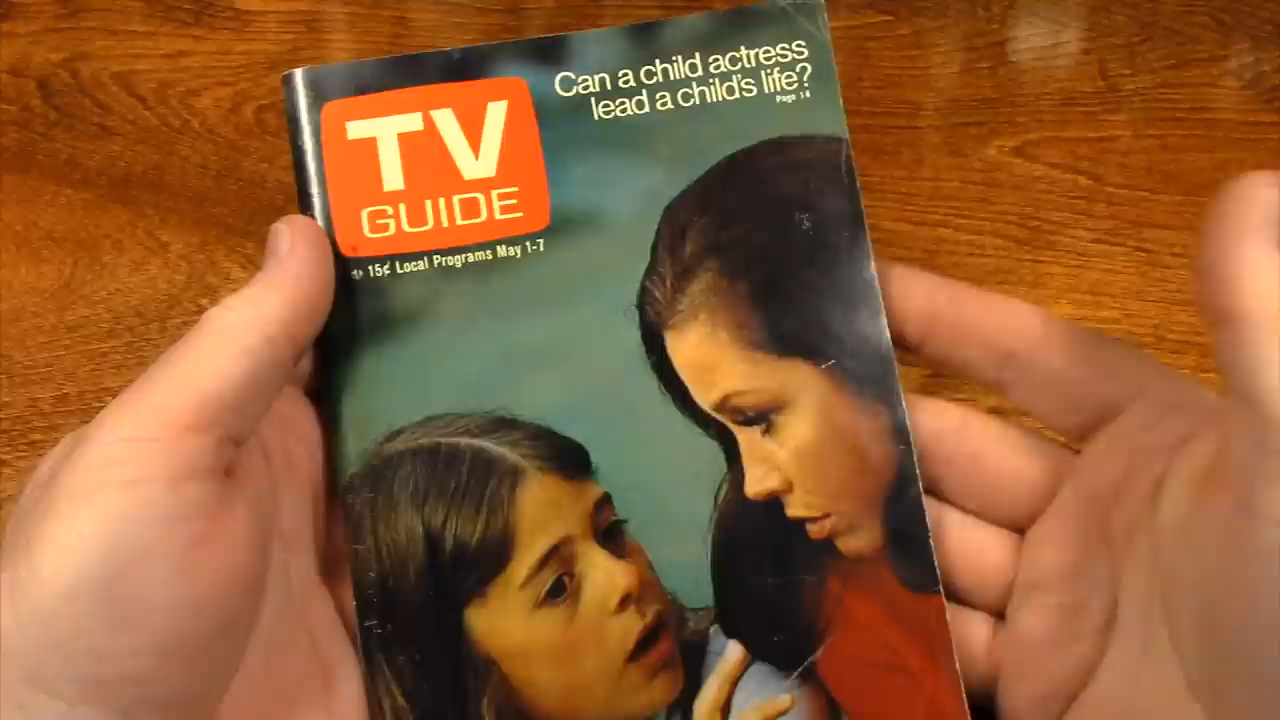 Can a child actress
lead a child's life?
Page 14
TV
GUIDE
15¢ Local Programs May 1-7